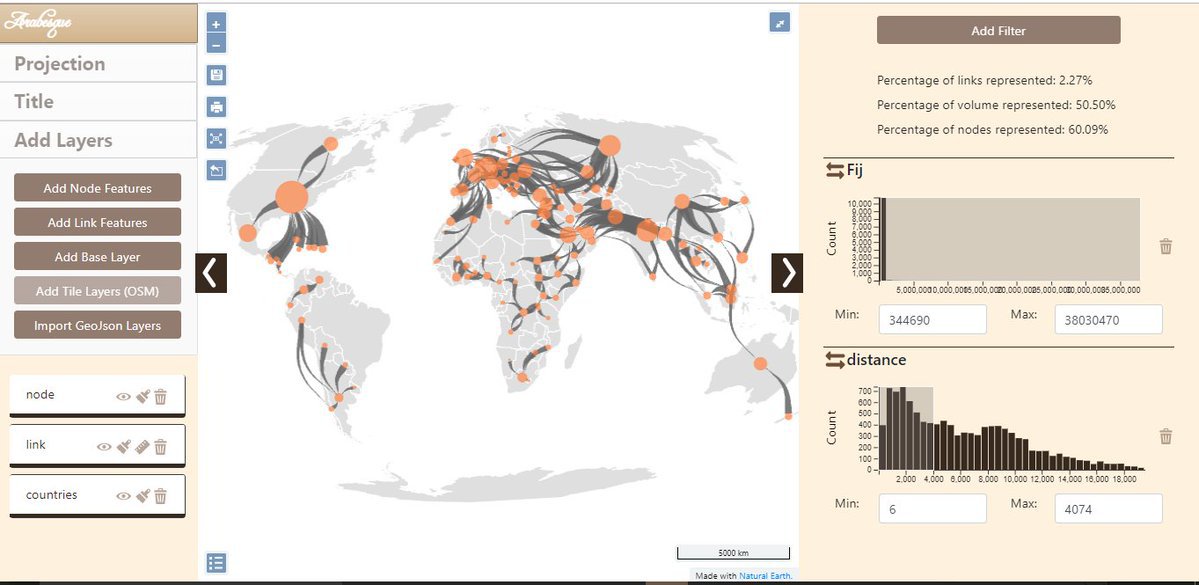 Arabesque
Projection
Title
Add Layers
Add Node Features
Add Link Features
Add Base Layer
Add Tile Layers (OSM)
Import GeoJson Layers
node
link
countries
+
−
5000 km
Made with Natural Earth.
Add Filter
Percentage of links represented: 2.27%
Percentage of volume represented: 50.50%
Percentage of nodes represented: 60.09%
Fij
Count
10,000
9,000
8,000
7,000
6,000
5,000
4,000
3,000
2,000
1,000
0
5,000,000 10,000,000 15,000,000 20,000,000 25,000,000 30,000,000 35,000,000
Min: 344690 Max: 38030470
distance
Count
700
600
500
400
300
200
100
0
2,000 4,000 6,000 8,000 10,000 12,000 14,000 16,000 18,000
Min: 6 Max: 4074